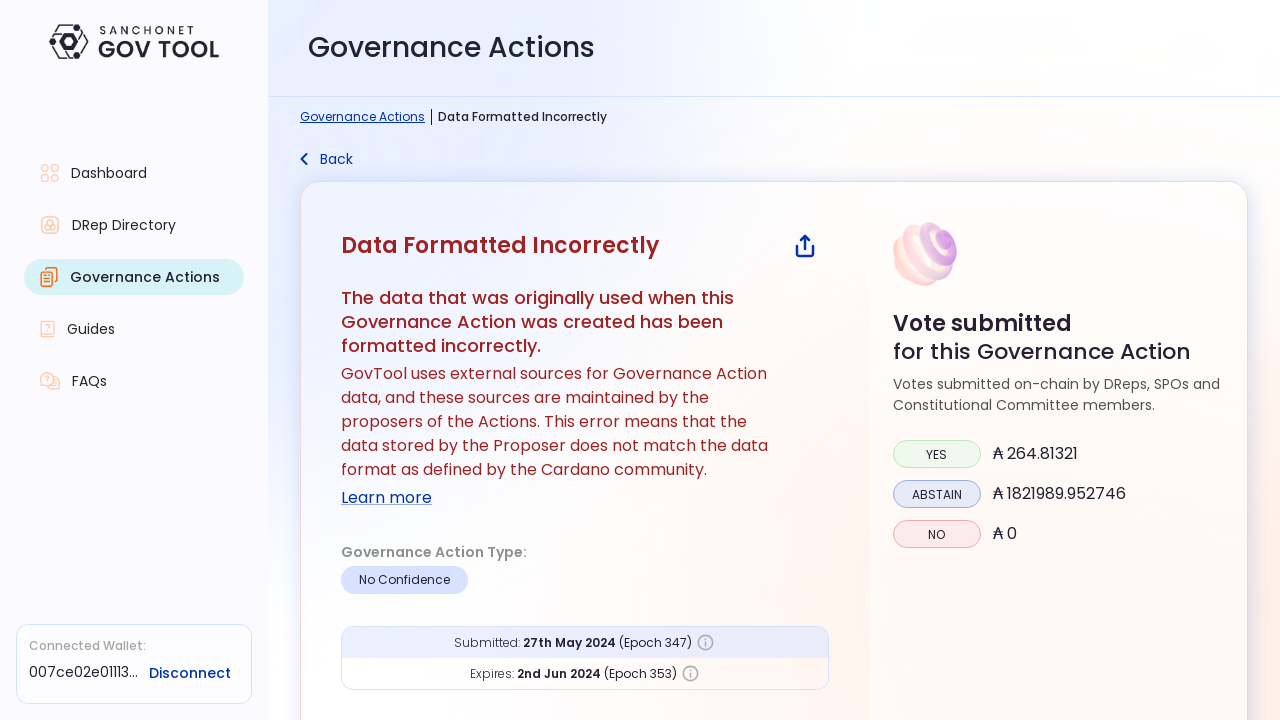 SANCHONET
GOV TOOL
Governance Actions
Governance Actions | Data Formatted Incorrectly
Back
Dashboard
DRep Directory
Governance Actions
Guides
FAQs
Data Formatted Incorrectly
The data that was originally used when this
Governance Action was created has been
formatted incorrectly.
GovTool uses external sources for Governance Action
data, and these sources are maintained by the
proposers of the Actions. This error means that the
data stored by the Proposer does not match the data
format as defined by the Cardano community.
Learn more
Governance Action Type:
No Confidence
Submitted: 27th May 2024 (Epoch 347)
Expires: 2nd Jun 2024 (Epoch 353)
Vote submitted
for this Governance Action
Votes submitted on-chain by DReps, SPOs and
Constitutional Committee members.
YES ₳ 264.81321
ABSTAIN ₳ 1821989.952746
NO ₳ 0
Connected Wallet:
007ce02e01113... Disconnect